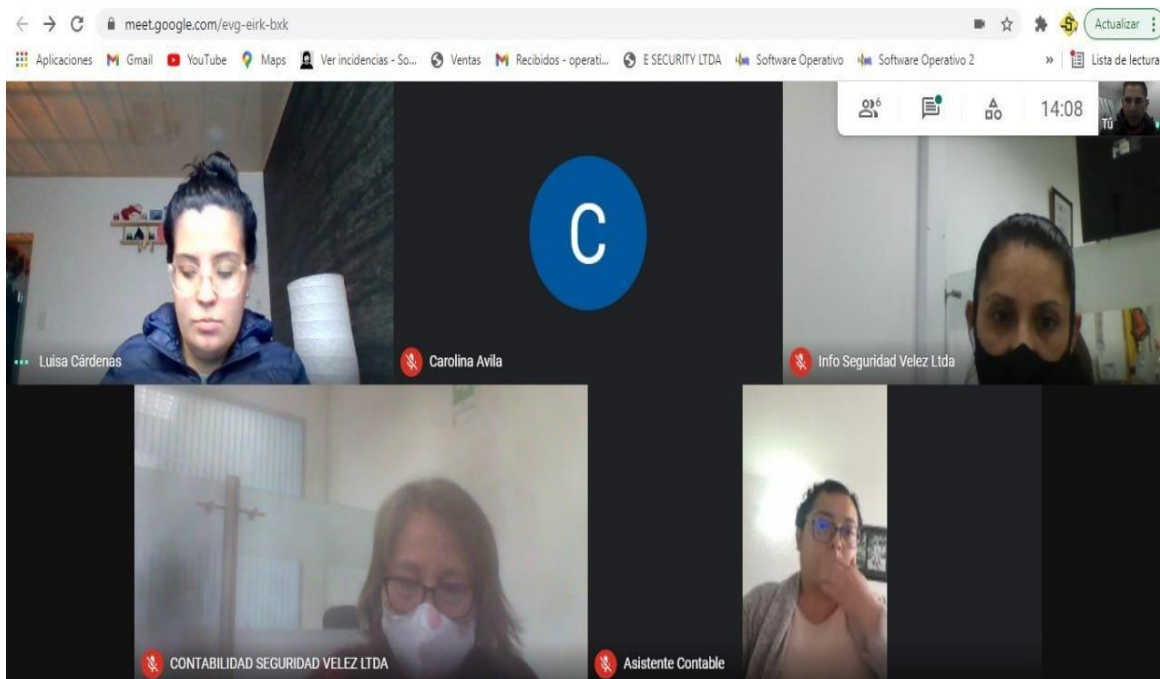 meet.google.com/evg-eirk-bxk
Actualizar
Aplicaciones Gmail YouTube Maps Ver incidencias - So... Ventas Recibidos - operati... E SECURITY LTDA Software Operativo Software Operativo 2 » Lista de lectura
6 14:08 Tú
C
Luisa Cárdenas
Carolina Avila
Info Seguridad Velez Ltda
CONTABILIDAD SEGURIDAD VELEZ LTDA
Asistente Contable